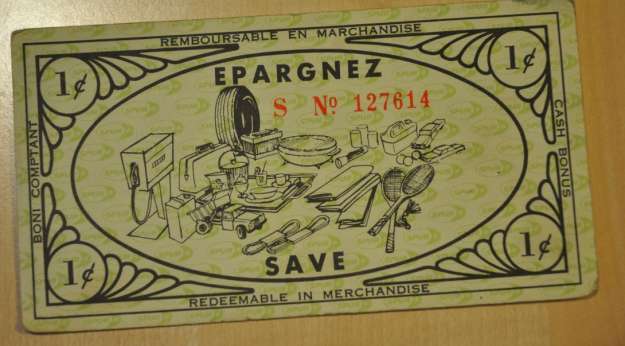 REMBOURSABLE EN MARCHANDISE
1¢
1¢
EPARGNEZ
S Nº 127614
BONI COMPTANT
CASH BONUS
SAVE
1¢
1¢
REDEEMABLE IN MERCHANDISE